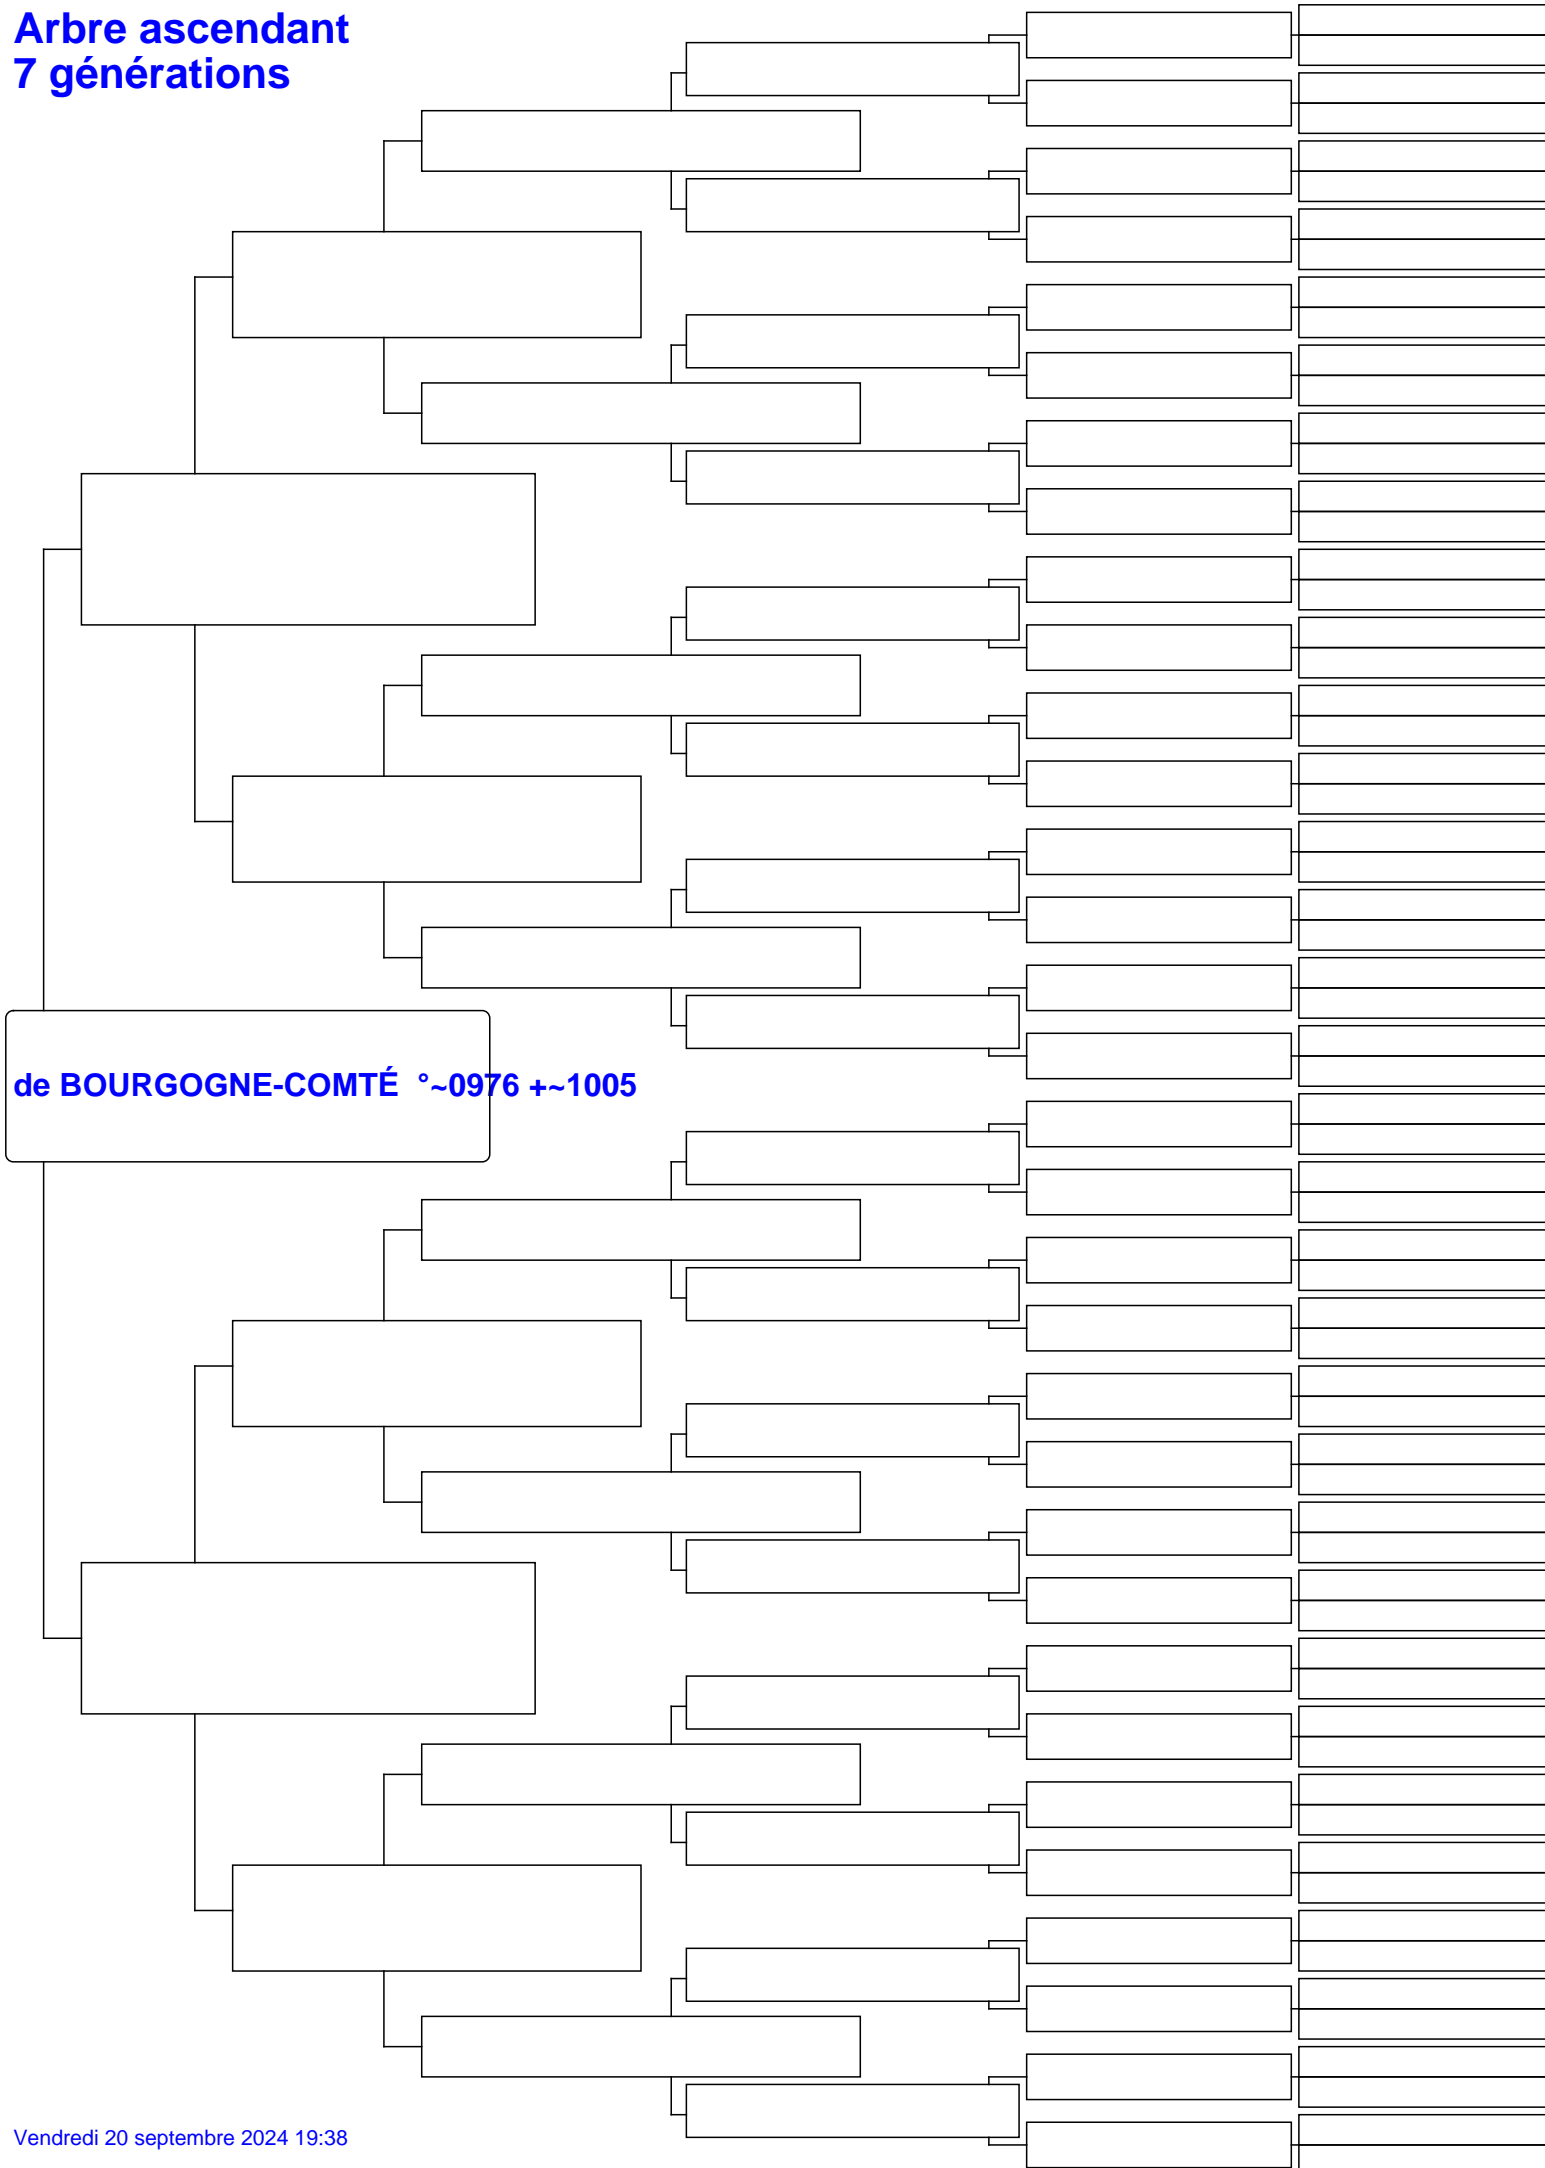 Arbre ascendant
7 générations
de BOURGOGNE-COMTÉ °~0976 +~1005
Vendredi 20 septembre 2024 19:38